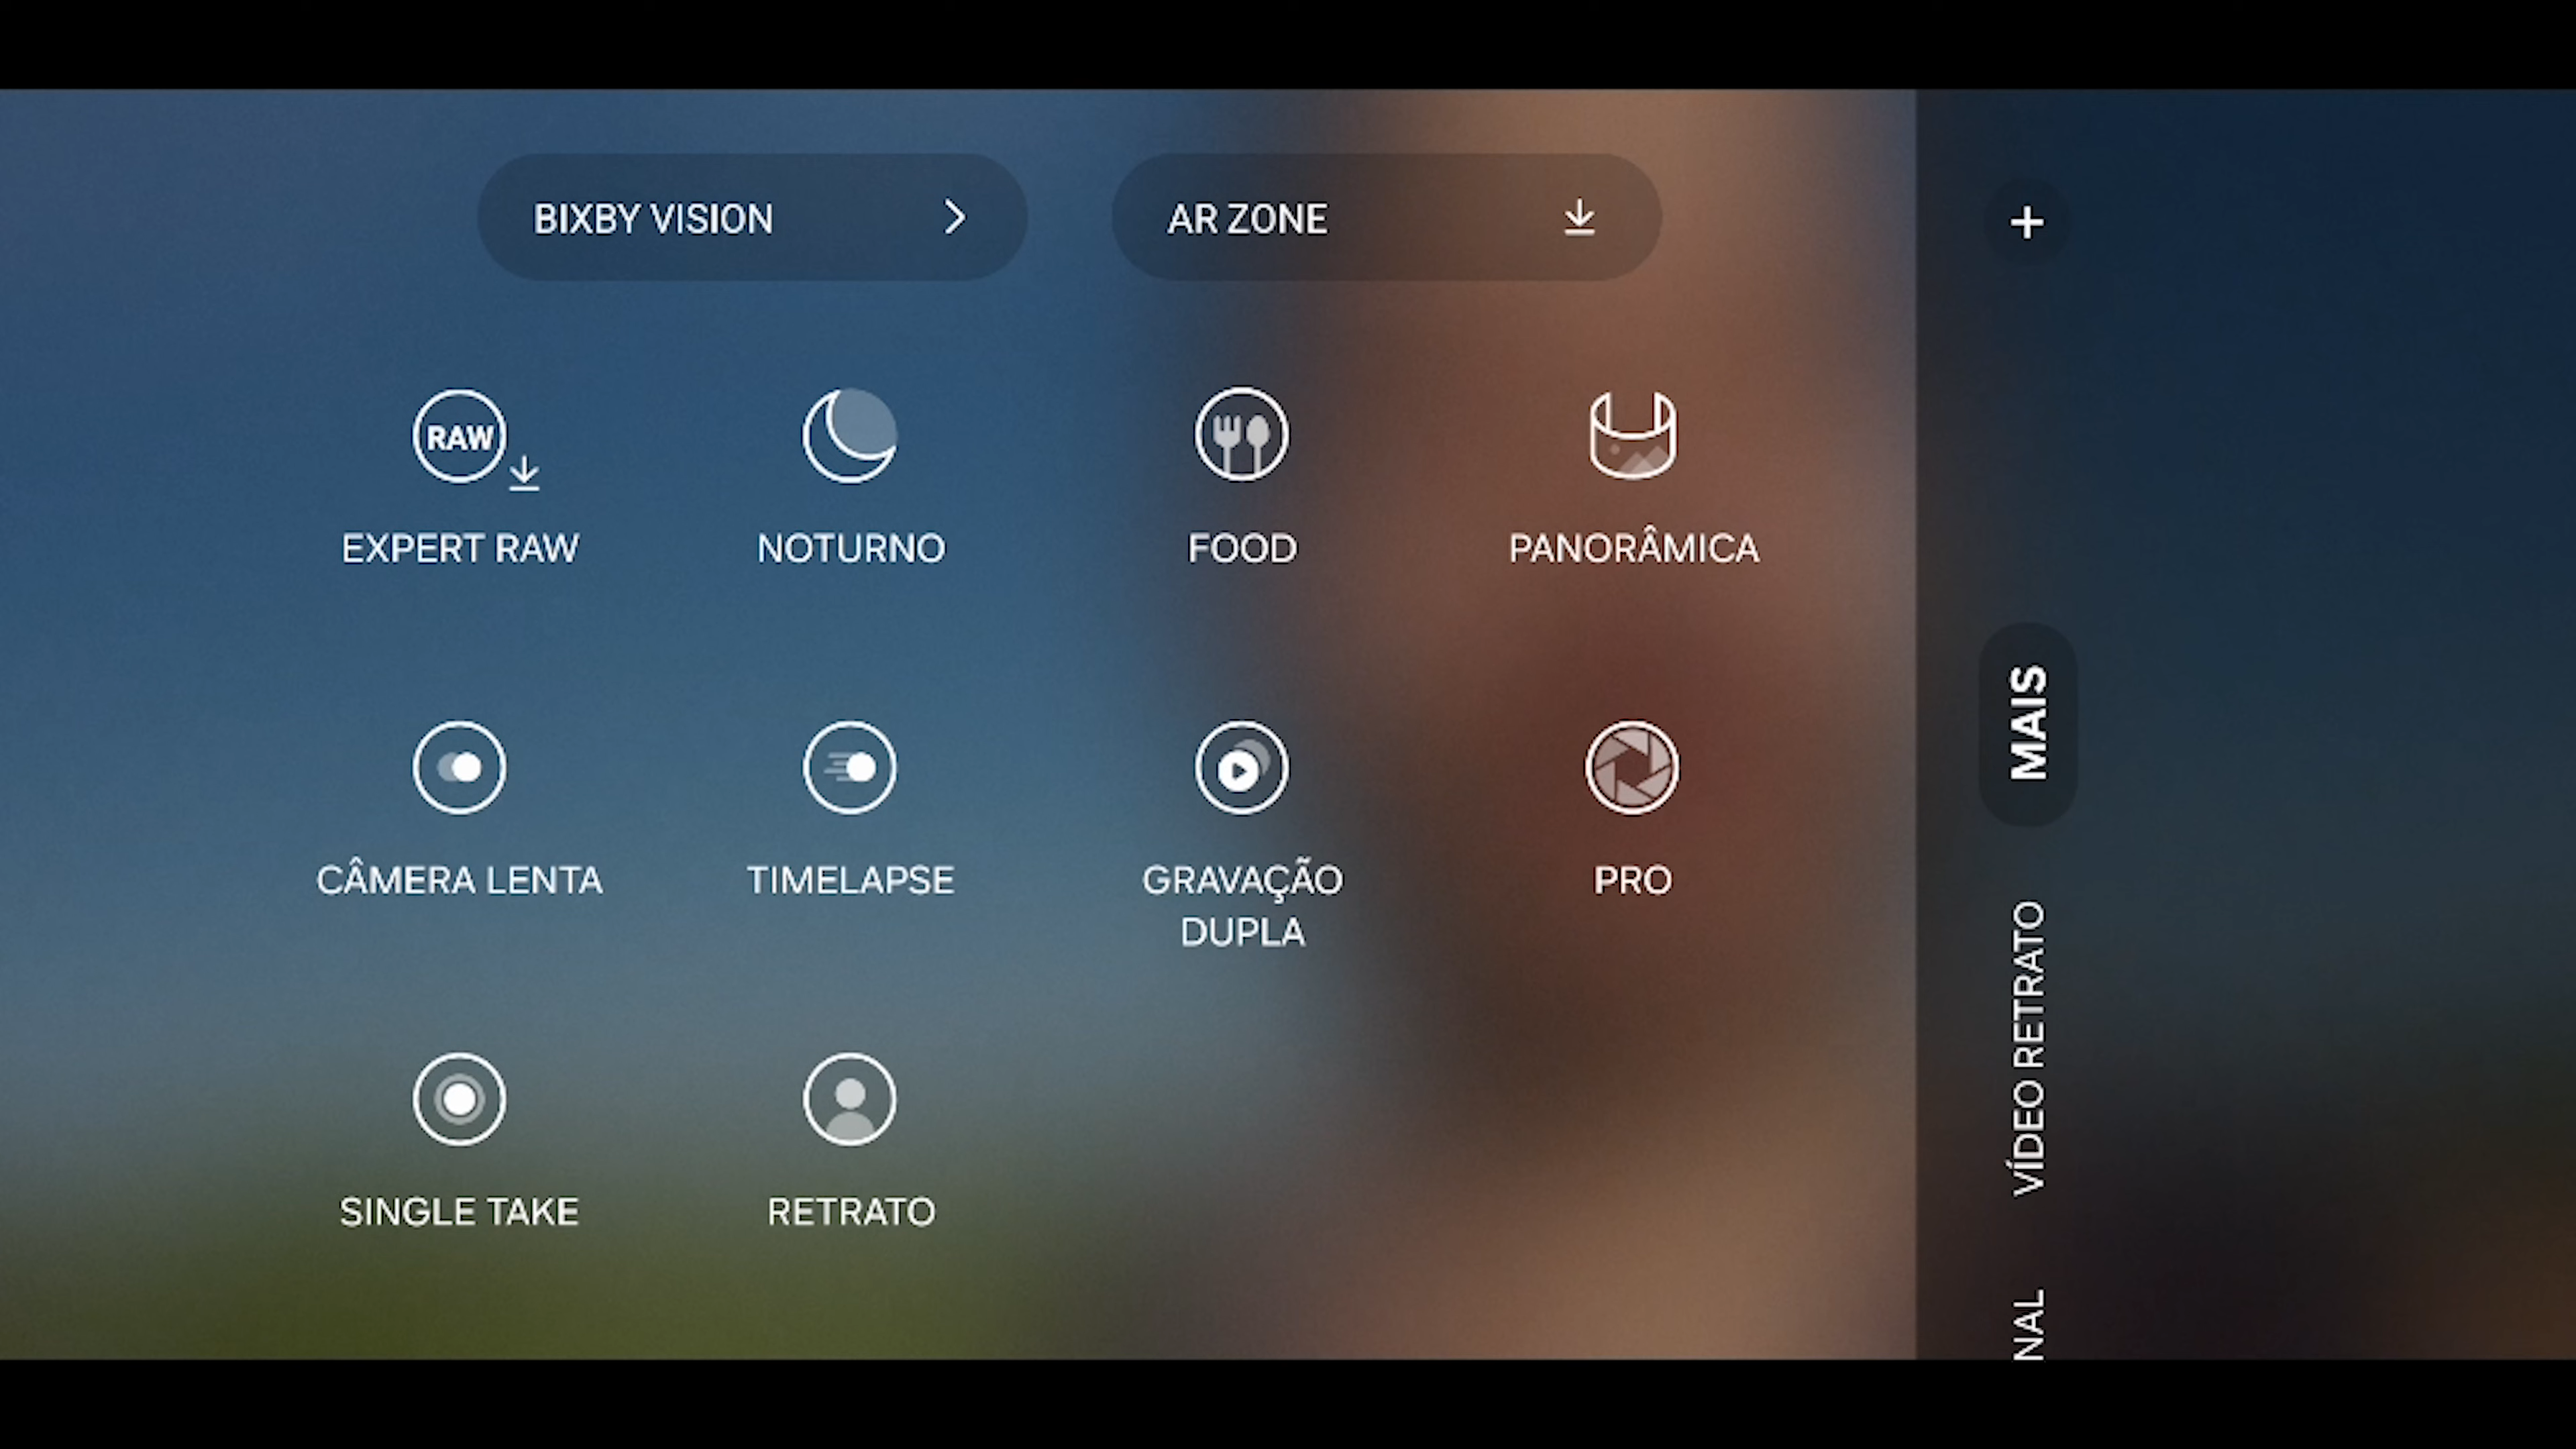 BIXBY VISION
AR ZONE
RAW
EXPERT RAW
NOTURNO
FOOD
PANORÂMICA
CÂMERA LENTA
TIMELAPSE
GRAVAÇÃO
DUPLA
PRO
SINGLE TAKE
RETRATO
MAIS
VÍDEO RETRATO
NAL